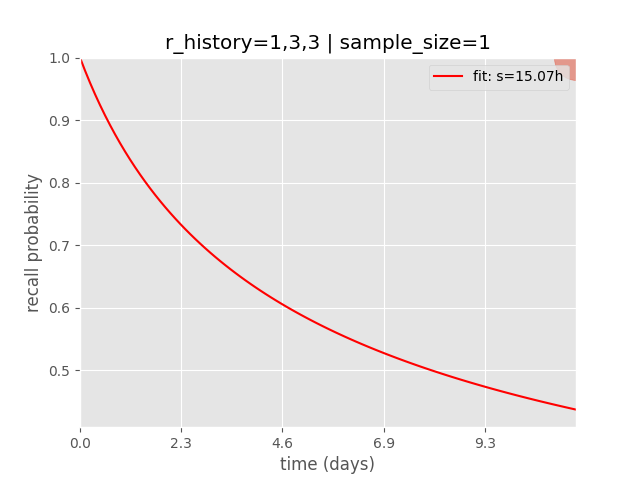 r_history=1,3,3 | sample_size=1
1.0
0.9
0.8
0.7
0.6
0.5
recall probability
fit: s=15.07h
0.0
2.3
4.6
6.9
9.3
time (days)